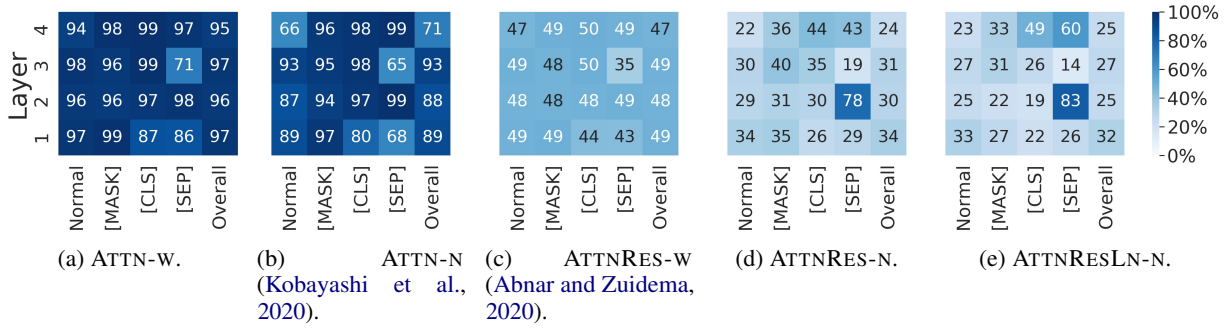 Layer
4 94 98 99 97 95
3 98 96 99 71 97
2 96 96 97 98 96
1 97 99 87 86 97
Normal [MASK] [CLS] [SEP] Overall
(a) ATTN-W.
66 96 98 99 71
93 95 98 65 93
87 94 97 99 88
89 97 80 68 89
Normal [MASK] [CLS] [SEP] Overall
(b) ATTN-N
(Kobayashi et al.,
2020).
47 49 50 49 47
49 48 50 35 49
48 48 48 49 48
49 49 44 43 49
Normal [MASK] [CLS] [SEP] Overall
(c) ATTNRES-W
(Abnar and Zuidema,
2020).
22 36 44 43 24
30 40 35 19 31
29 31 30 78 30
34 35 26 29 34
Normal [MASK] [CLS] [SEP] Overall
(d) ATTNRES-N.
23 33 49 60 25
27 31 26 14 27
25 22 19 83 25
33 27 22 26 32
Normal [MASK] [CLS] [SEP] Overall
(e) ATTNRESLN-N.
100%
80%
60%
40%
20%
0%